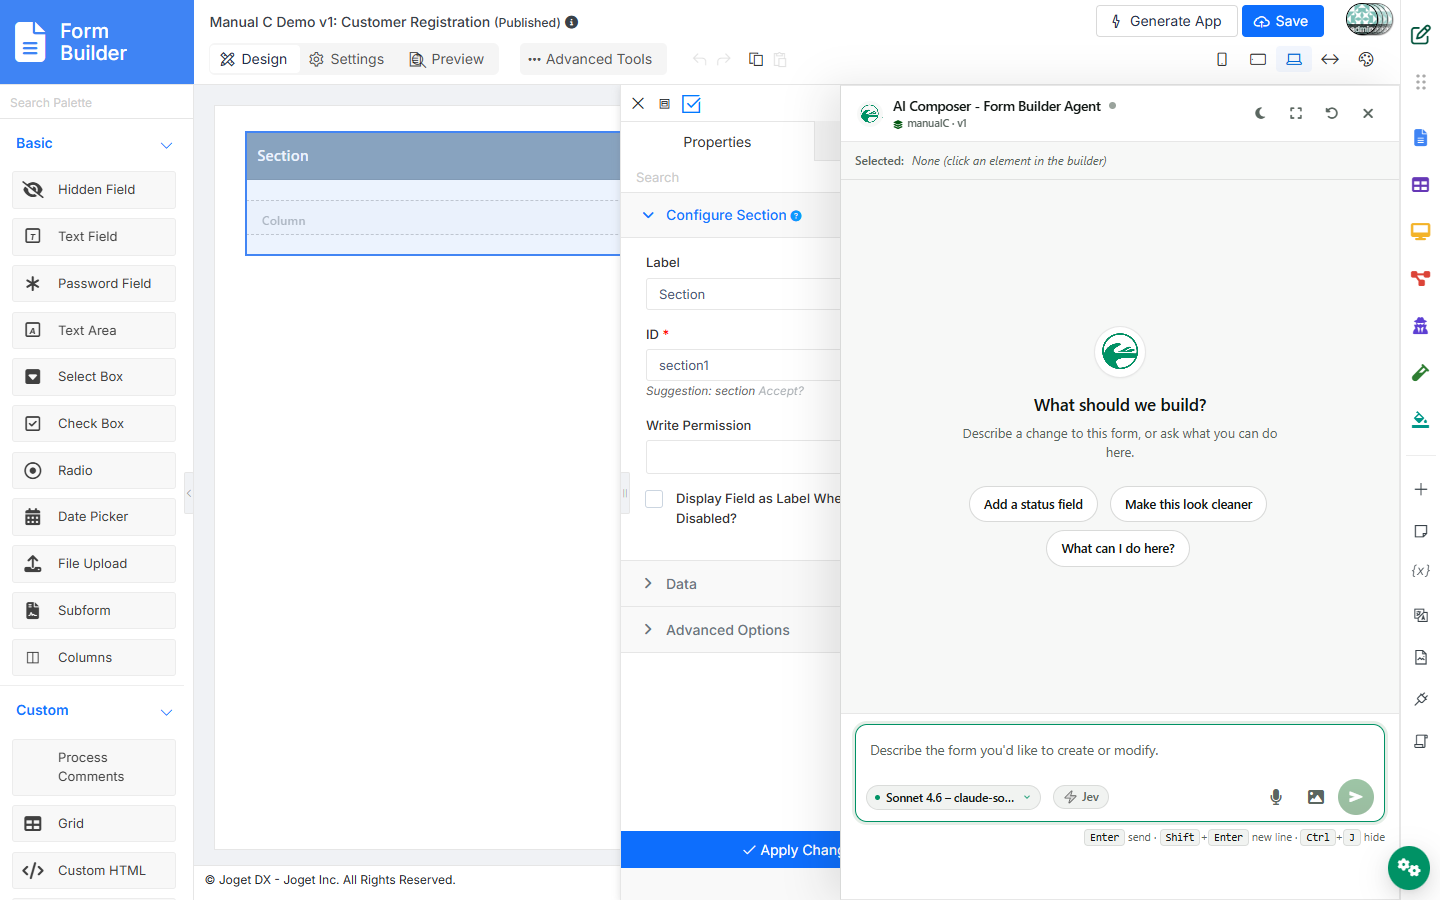 Form
Builder
Manual C Demo v1: Customer Registration (Published)
Generate App
Save
admin
Design
Settings
Preview
Advanced Tools
Search Palette
Basic
Hidden Field
Text Field
Password Field
Text Area
Select Box
Check Box
Radio
Date Picker
File Upload
Subform
Columns
Custom
Process
Comments
Grid
Custom HTML
Section
Column
© Joget DX - Joget Inc. All Rights Reserved.
Properties
Search
Configure Section
Label
Section
ID *
section1
Suggestion: section Accept?
Write Permission
Display Field as Label Whe
Disabled?
Data
Advanced Options
Apply Chang
AI Composer - Form Builder Agent
manualC · v1
Selected: None (click an element in the builder)
What should we build?
Describe a change to this form, or ask what you can do
here.
Add a status field
Make this look cleaner
What can I do here?
Describe the form you'd like to create or modify.
Sonnet 4.6 – claude-so...
Jev
Enter send · Shift + Enter new line · Ctrl + J hide
{x}